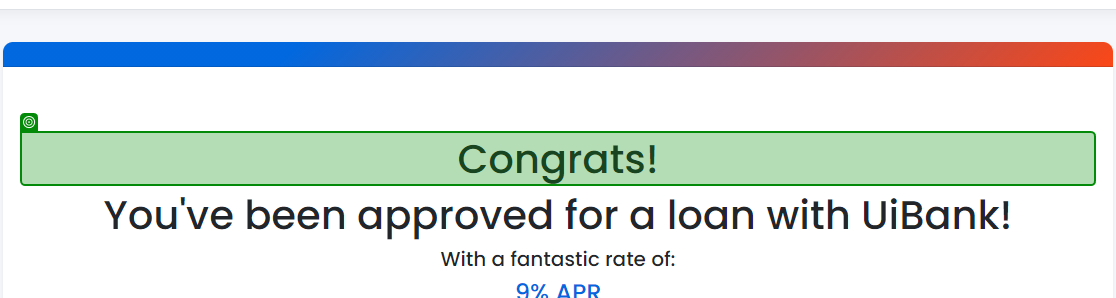 Congrats!
You've been approved for a loan with UiBank!
With a fantastic rate of:
9% APR